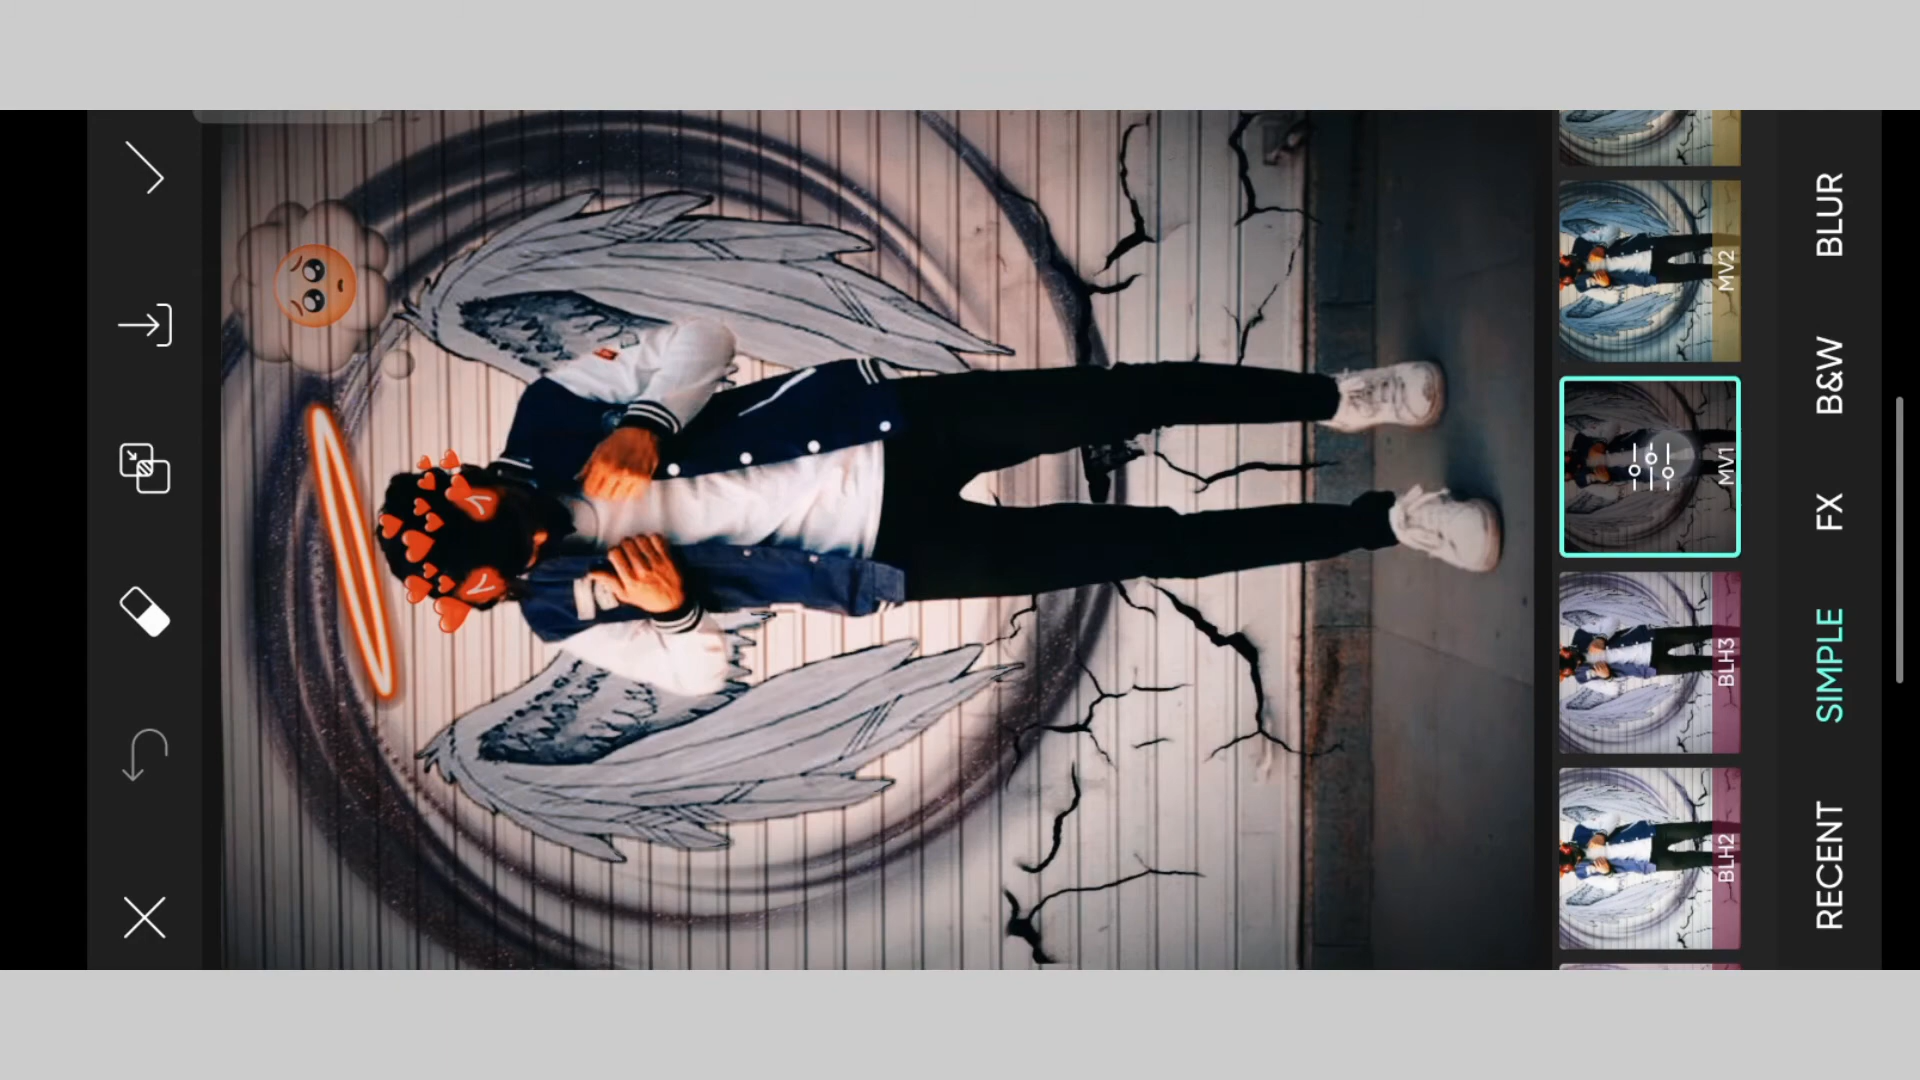 BLH2
BLH3
MV1
MV2
RECENT
SIMPLE
FX
B&W
BLUR